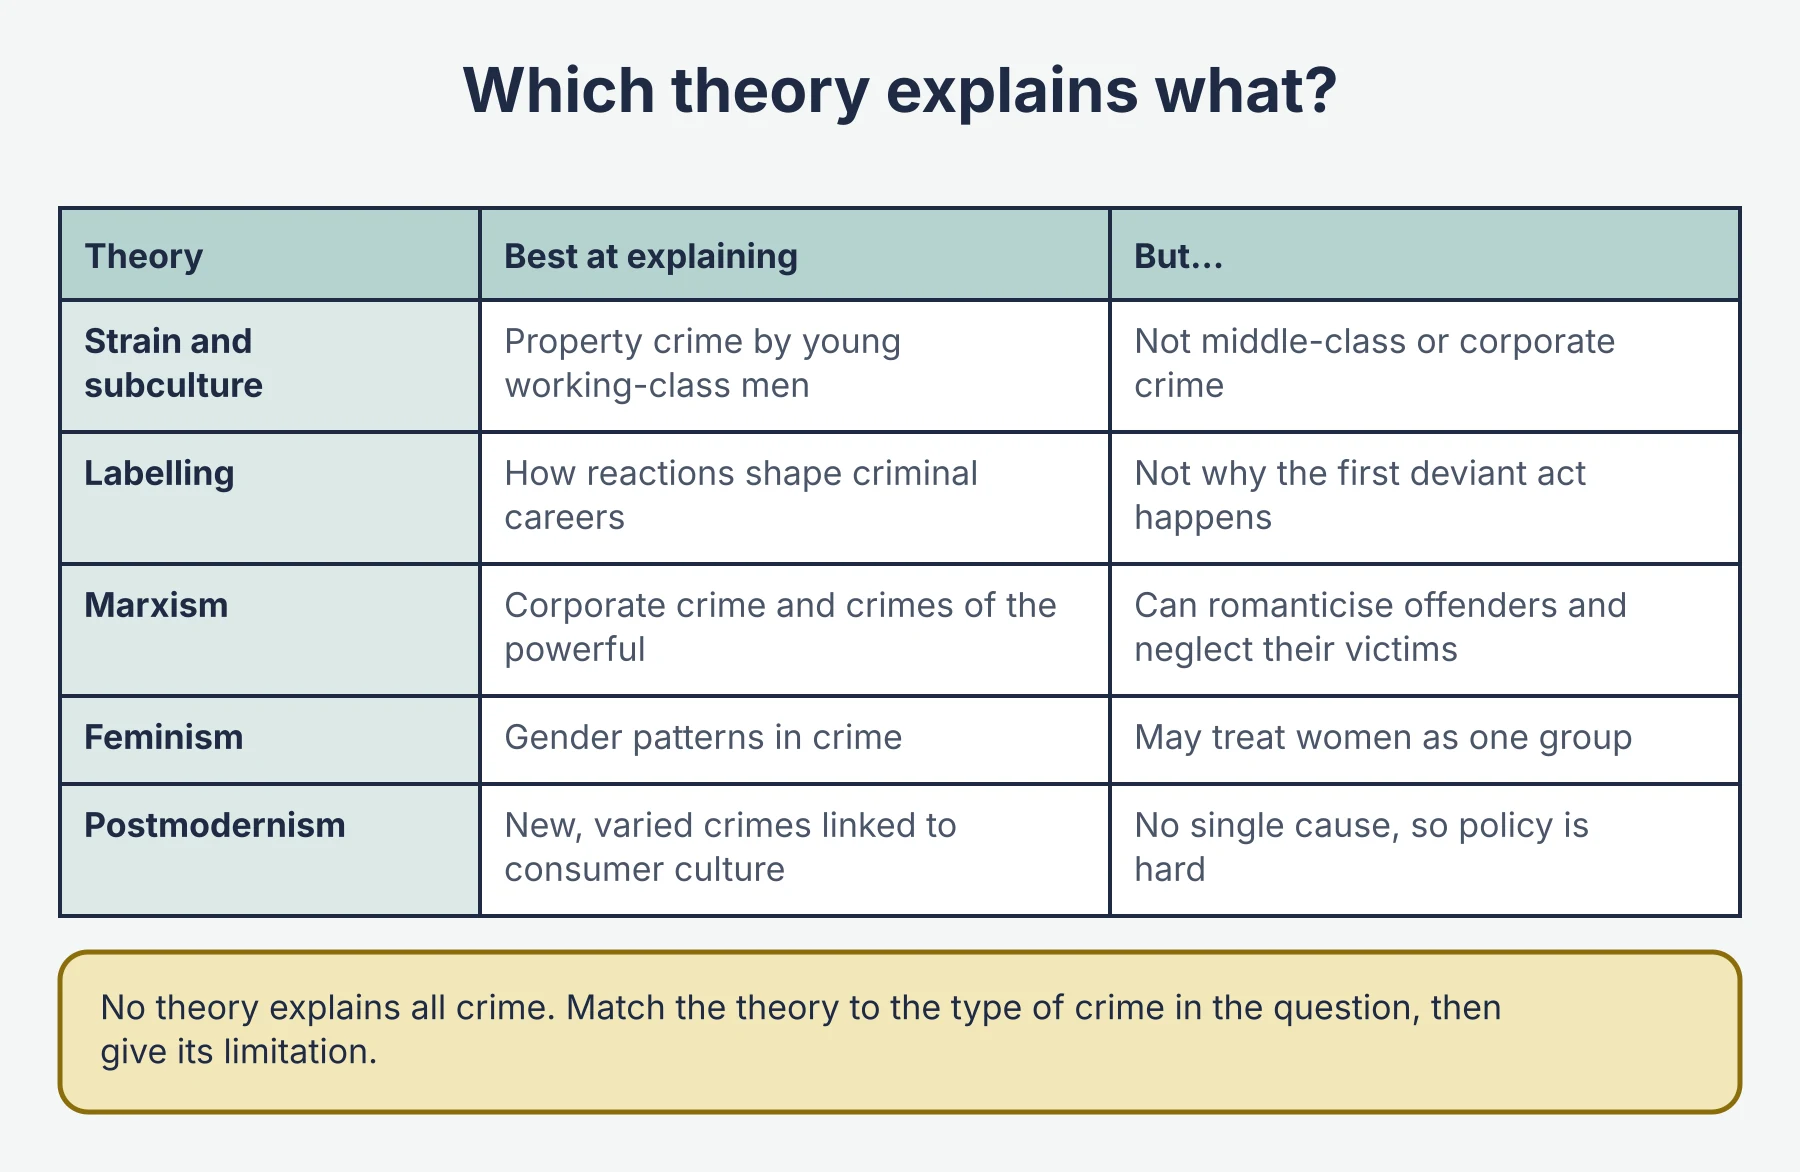 Which theory explains what?
Theory
Best at explaining
But...
Strain and
subculture
Property crime by young
working-class men
Not middle-class or corporate
crime
Labelling
How reactions shape criminal
careers
Not why the first deviant act
happens
Marxism
Corporate crime and crimes of the
powerful
Can romanticise offenders and
neglect their victims
Feminism
Gender patterns in crime
May treat women as one group
Postmodernism
New, varied crimes linked to
consumer culture
No single cause, so policy is
hard
No theory explains all crime. Match the theory to the type of crime in the question, then
give its limitation.